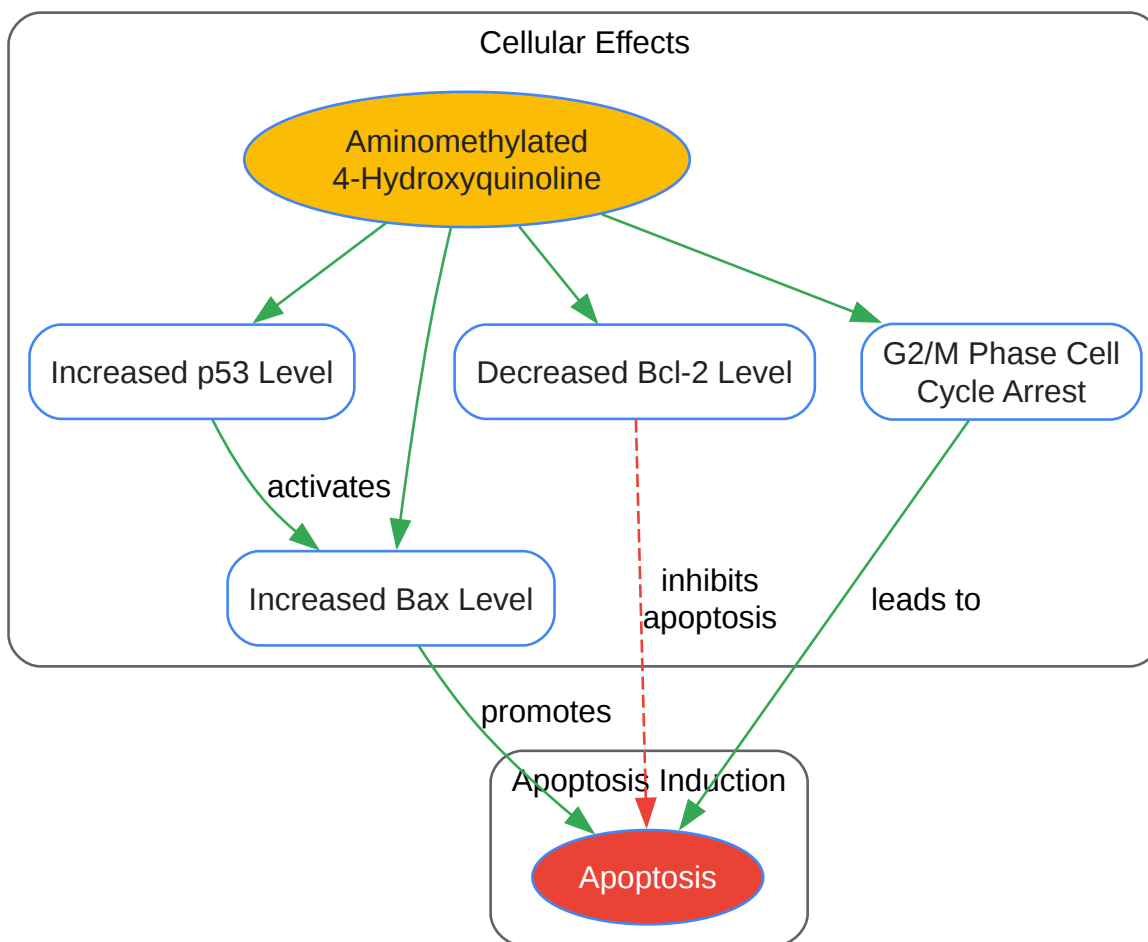 Cellular Effects
Aminomethylated
4-Hydroxyquinoline
Increased p53 Level
Decreased Bcl-2 Level
G2/M Phase Cell
Cycle Arrest
activates
Increased Bax Level
inhibits
apoptosis
leads to
promotes
Apoptosis Induction
Apoptosis